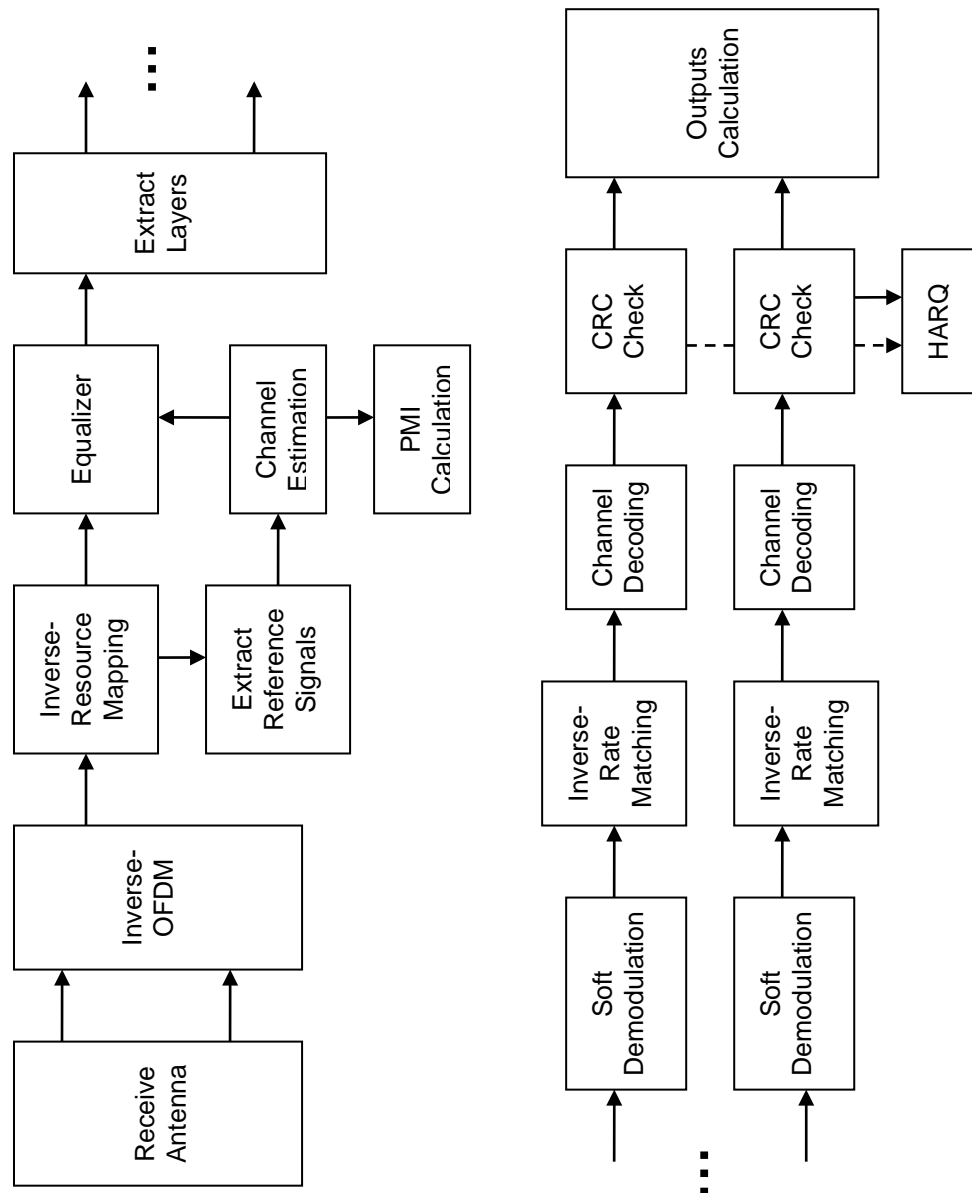 Receive
Antenna
Inverse-
OFDM
Inverse-
Resource
Mapping
Extract
Reference
Signals
Equalizer
Channel
Estimation
PMI
Calculation
Extract
Layers
...
...
Soft
Demodulation
Inverse-
Rate
Matching
Channel
Decoding
CRC
Check
Soft
Demodulation
Inverse-
Rate
Matching
Channel
Decoding
CRC
Check
HARQ
Outputs
Calculation